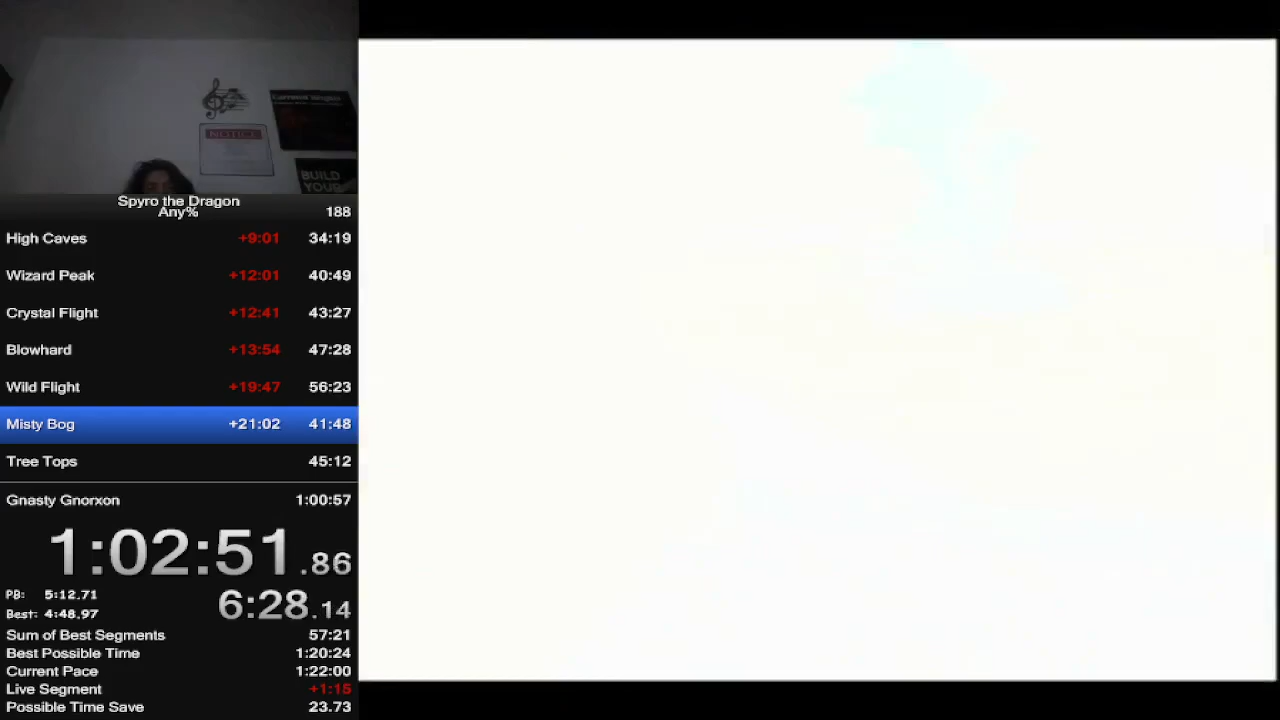 NOTICE
BUILD
YOUR
Spyro the Dragon
Any% 188
High Caves +9:01 34:19
Wizard Peak +12:01 40:49
Crystal Flight +12:41 43:27
Blowhard +13:54 47:28
Wild Flight +19:47 56:23
Misty Bog +21:02 41:48
Tree Tops 45:12
Gnasty Gnorxon 1:00:57
1:02:51.86
PB: 5:12.71
Best: 4:48.97
6:28.14
Sum of Best Segments 57:21
Best Possible Time 1:20:24
Current Pace 1:22:00
Live Segment +1:15
Possible Time Save 23.73